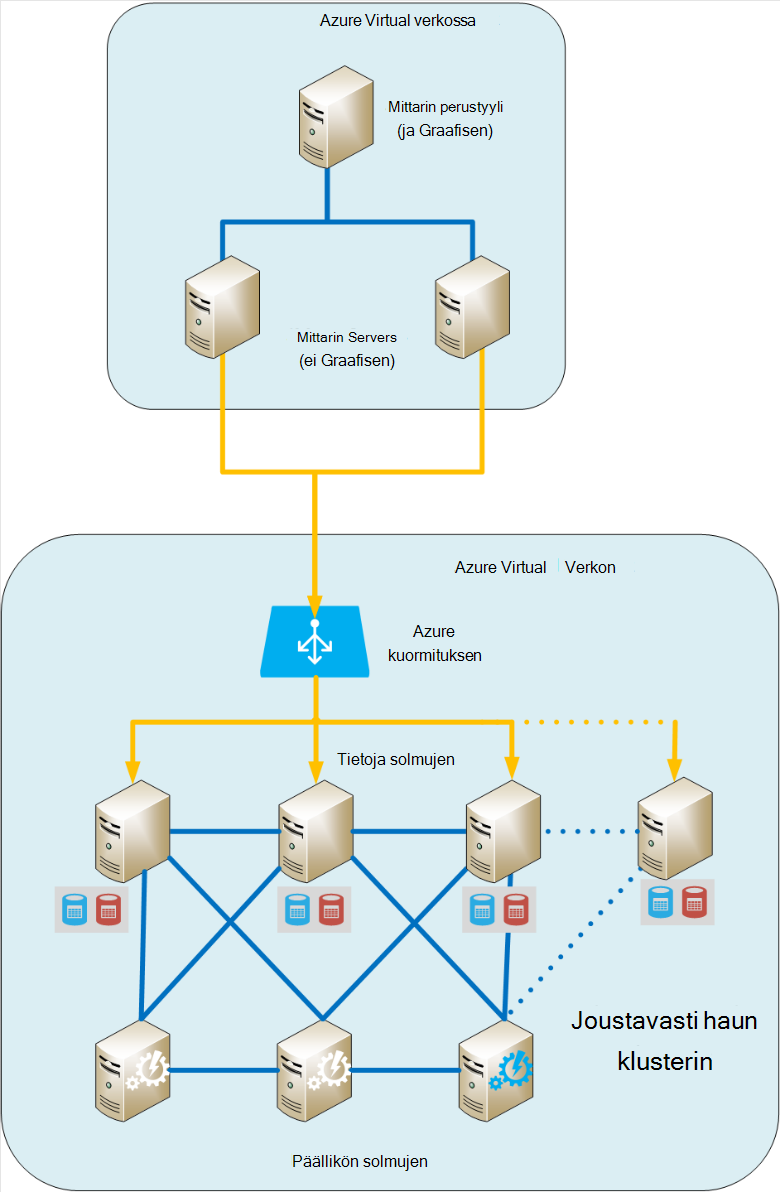 Azure Virtual verkossa
Mittarin perustyyli
(ja Graafisen)
Mittarin Servers
(ei Graafisen)
Azure Virtual Verkon
Azure
kuormituksen
Tietoja solmujen
Joustavasti haun
klusterin
Päällikön solmujen